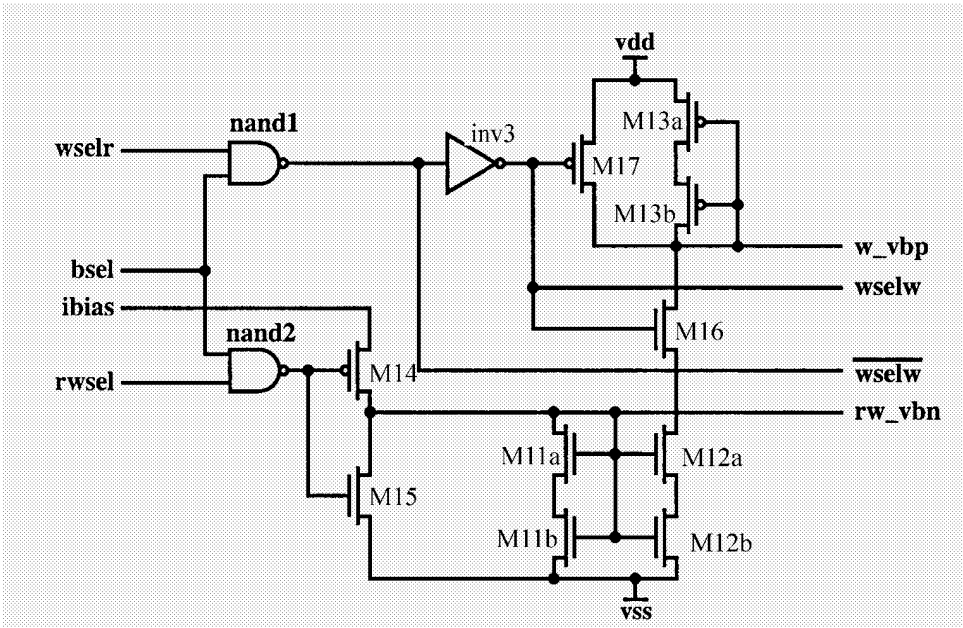 vdd
nand1
inv3
M13a
wselr
M17
M13b
w_vbp
bsel
wselw
ibias
nand2
M16
M14
wselw
rwsel
rw_vbn
M11a
M12a
M15
M11b
M12b
vss